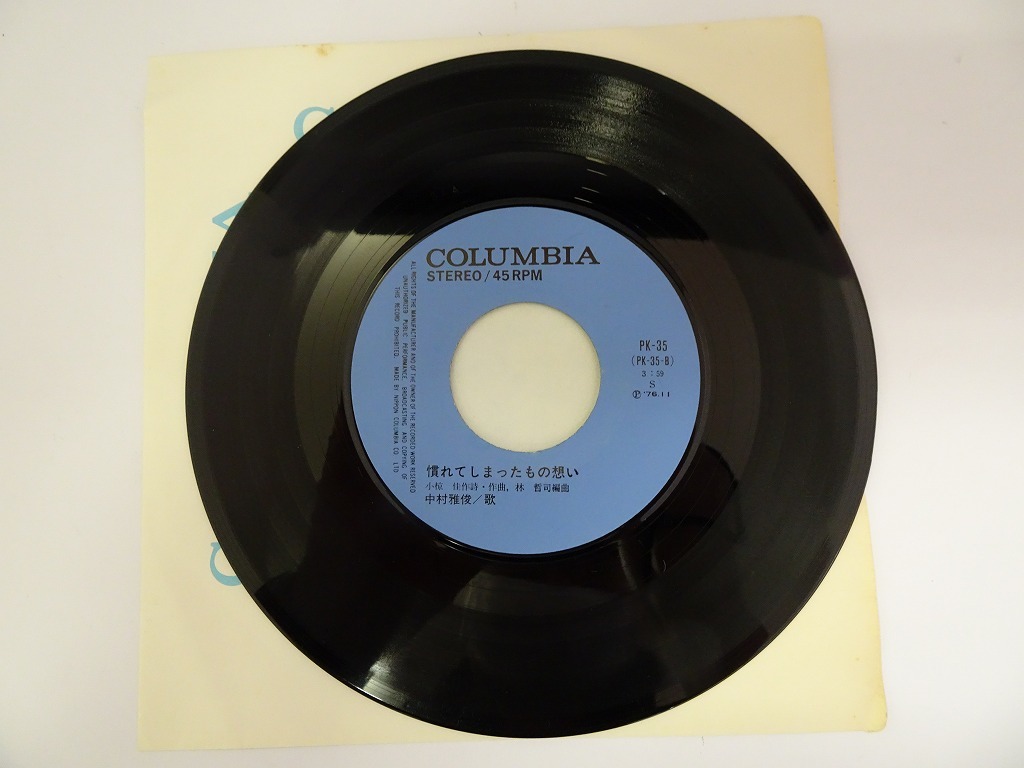 COLUMBIA
STEREO/45RPM
PK-35
(PK-35-B)
3:59
S
Ⓟ'76.11
慣れてしまったもの想い
小椋 佳作詩・作曲, 林 哲司編曲
中村雅俊/歌
ALL RIGHTS OF THE MANUFACTURER AND OF THE OWNER OF THE RECORDED WORK RESERVED
UNAUTHORIZED PUBLIC PERFORMANCE, BROADCASTING AND COPYING OF
THIS RECORD PROHIBITED. MADE BY NIPPON COLUMBIA CO. LTD